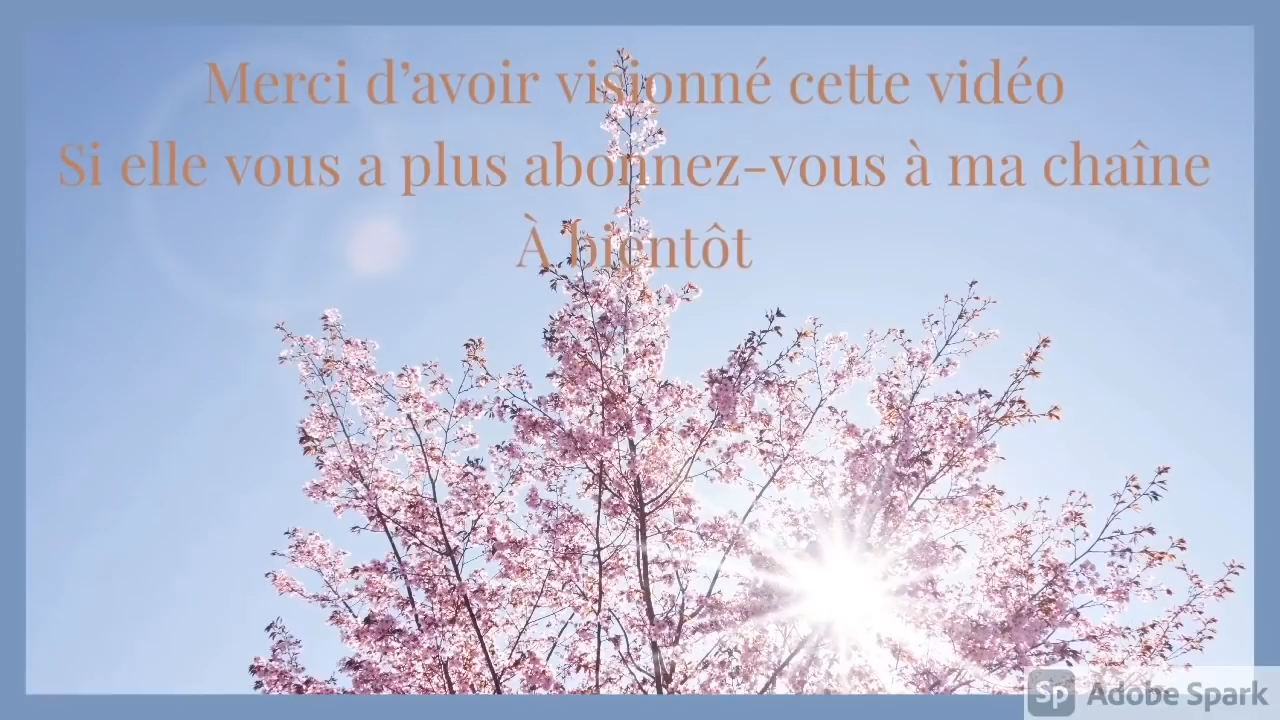 Merci d’avoir visionné cette vidéo
Si elle vous a plus abonnez-vous à ma chaîne
À bientôt
Sp Adobe Spark